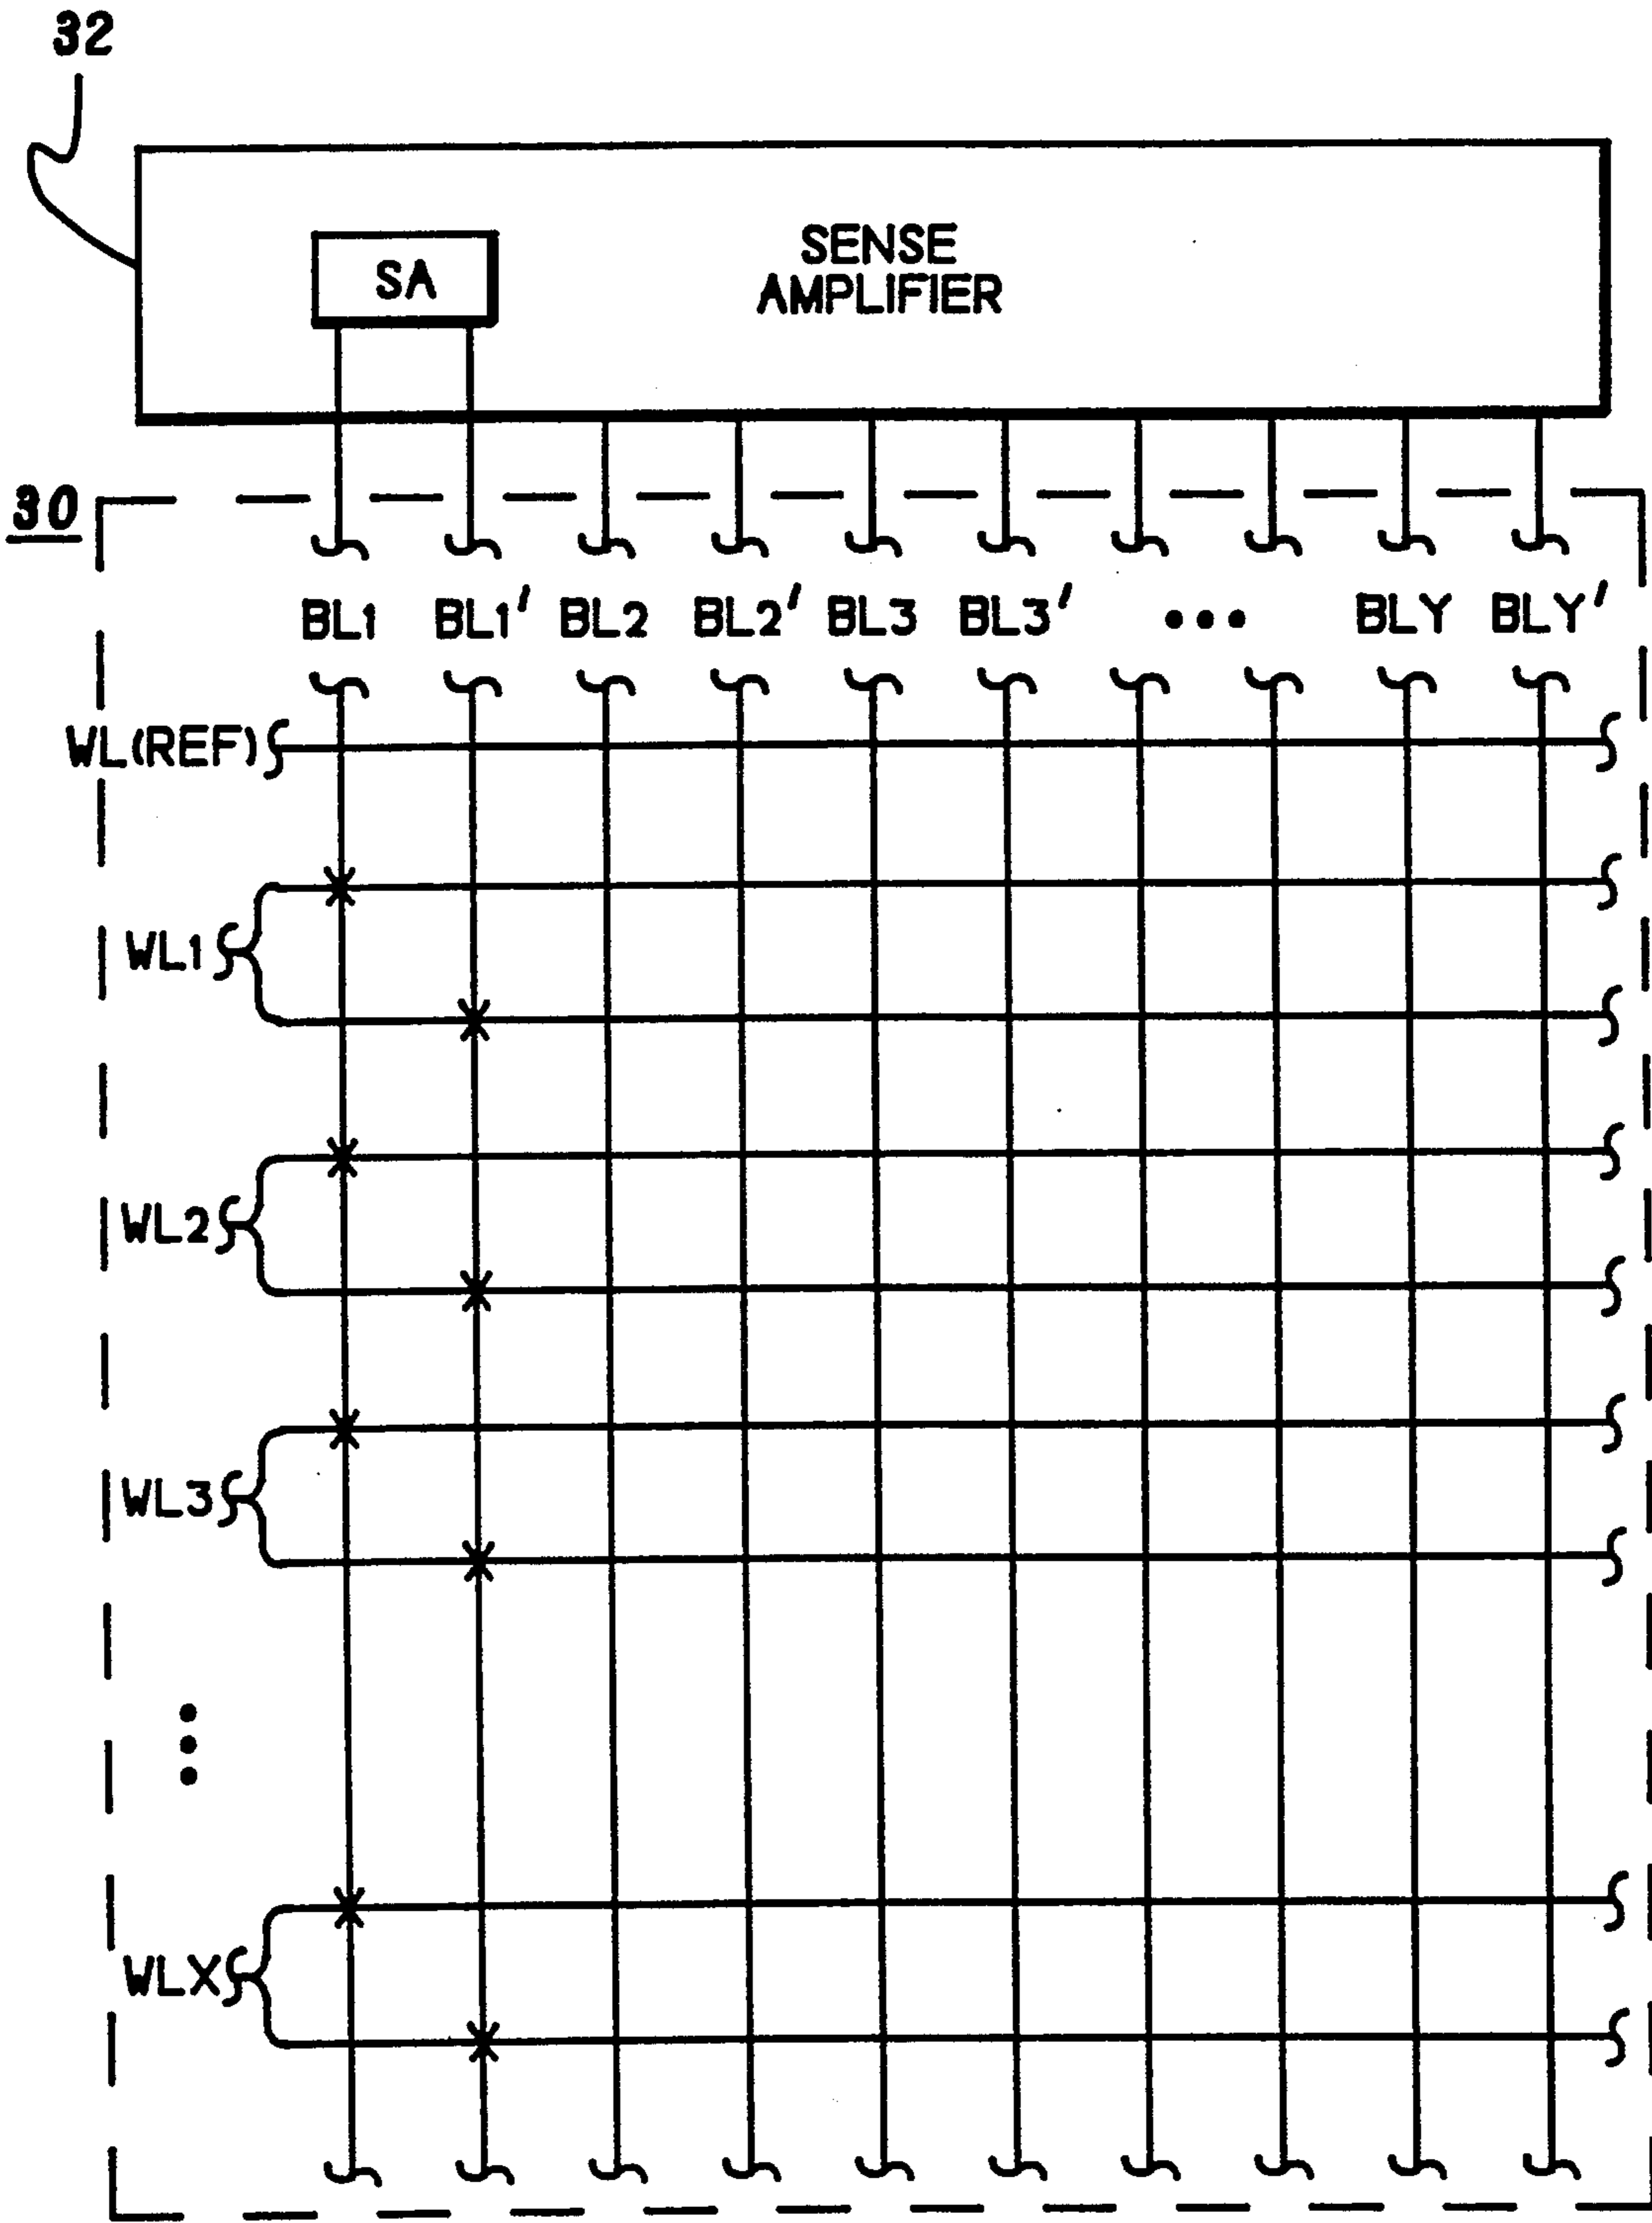 32
SENSE
AMPLIFIER
SA
30
BL1 BL1' BL2 BL2' BL3 BL3' ... BLY BLY'
WL(REF)
WL1
WL2
WL3
WLX